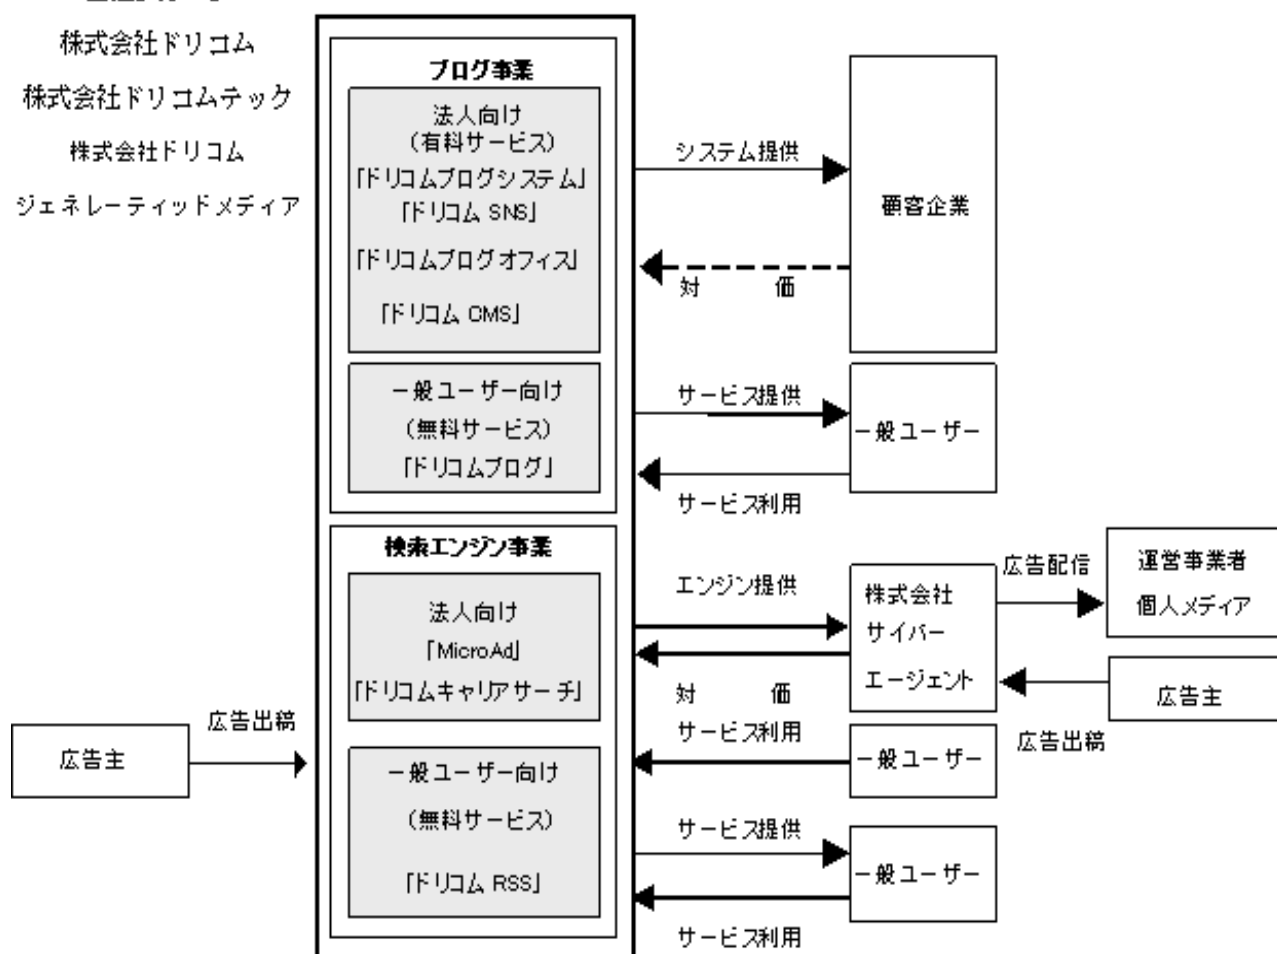 株式会社ドリコム
株式会社ドリコムテック
株式会社ドリコム
ジェネレーティッドメディア
ブログ事業
法人向け
（有料サービス）
「ドリコムブログシステム」
「ドリコム SNS」
「ドリコムブログオフィス」
「ドリコム CMS」
一般ユーザー向け
（無料サービス）
「ドリコムブログ」
システム提供
対　価
顧客企業
サービス提供
サービス利用
一般ユーザー
検索エンジン事業
法人向け
「MicroAd」
「ドリコムキャリアサーチ」
一般ユーザー向け
（無料サービス）
「ドリコム RSS」
広告主
広告出稿
エンジン提供
対　価
株式会社
サイバー
エージェント
広告配信
運営事業者
個人メディア
広告主
広告出稿
サービス利用
一般ユーザー
サービス提供
一般ユーザー
サービス利用